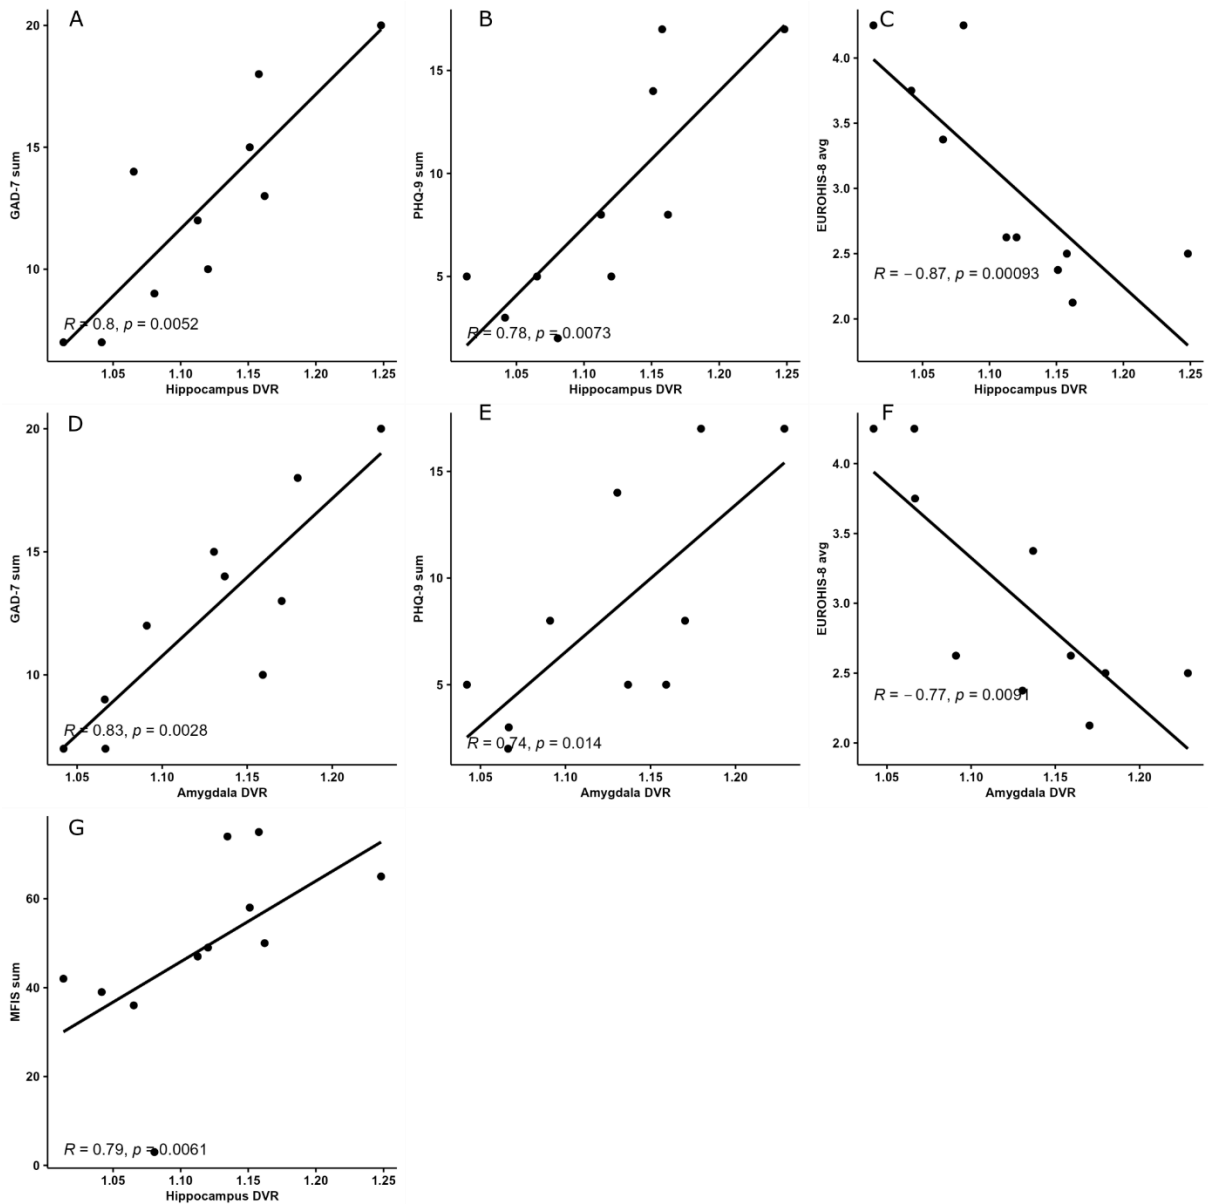 A
GAD-7 sum
20
15
10
R = 0.8, p = 0.0052
1.05 1.10 1.15 1.20 1.25
Hippocampus DVR
B
PHQ-9 sum
15
10
5
R = 0.78, p = 0.0073
1.05 1.10 1.15 1.20 1.25
Hippocampus DVR
C
EUROHIS-8 avg
4.0
3.5
3.0
2.5
2.0
R = −0.87, p = 0.00093
1.05 1.10 1.15 1.20 1.25
Hippocampus DVR
D
GAD-7 sum
20
15
10
R = 0.83, p = 0.0028
1.05 1.10 1.15 1.20
Amygdala DVR
E
PHQ-9 sum
15
10
5
R = 0.74, p = 0.014
1.05 1.10 1.15 1.20
Amygdala DVR
F
EUROHIS-8 avg
4.0
3.5
3.0
2.5
2.0
R = −0.77, p = 0.0091
1.05 1.10 1.15 1.20
Amygdala DVR
G
MFIS sum
60
40
20
0
R = 0.79, p = 0.0061
1.05 1.10 1.15 1.20 1.25
Hippocampus DVR